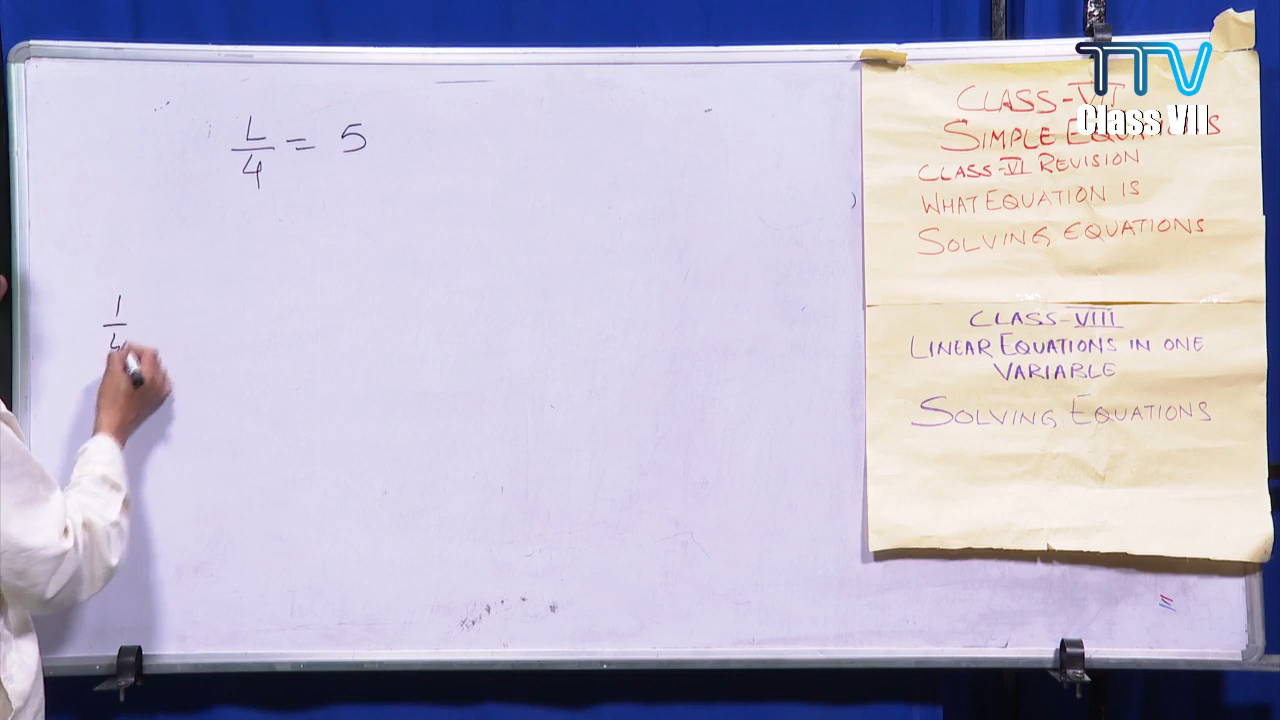 L/4 = 5
1/4
TTV
Class VII
CLASS-VII
SIMPLE EQUATIONS
CLASS-VI REVISION
WHAT EQUATION IS
SOLVING EQUATIONS
CLASS-VIII
LINEAR EQUATIONS IN ONE
VARIABLE
SOLVING EQUATIONS